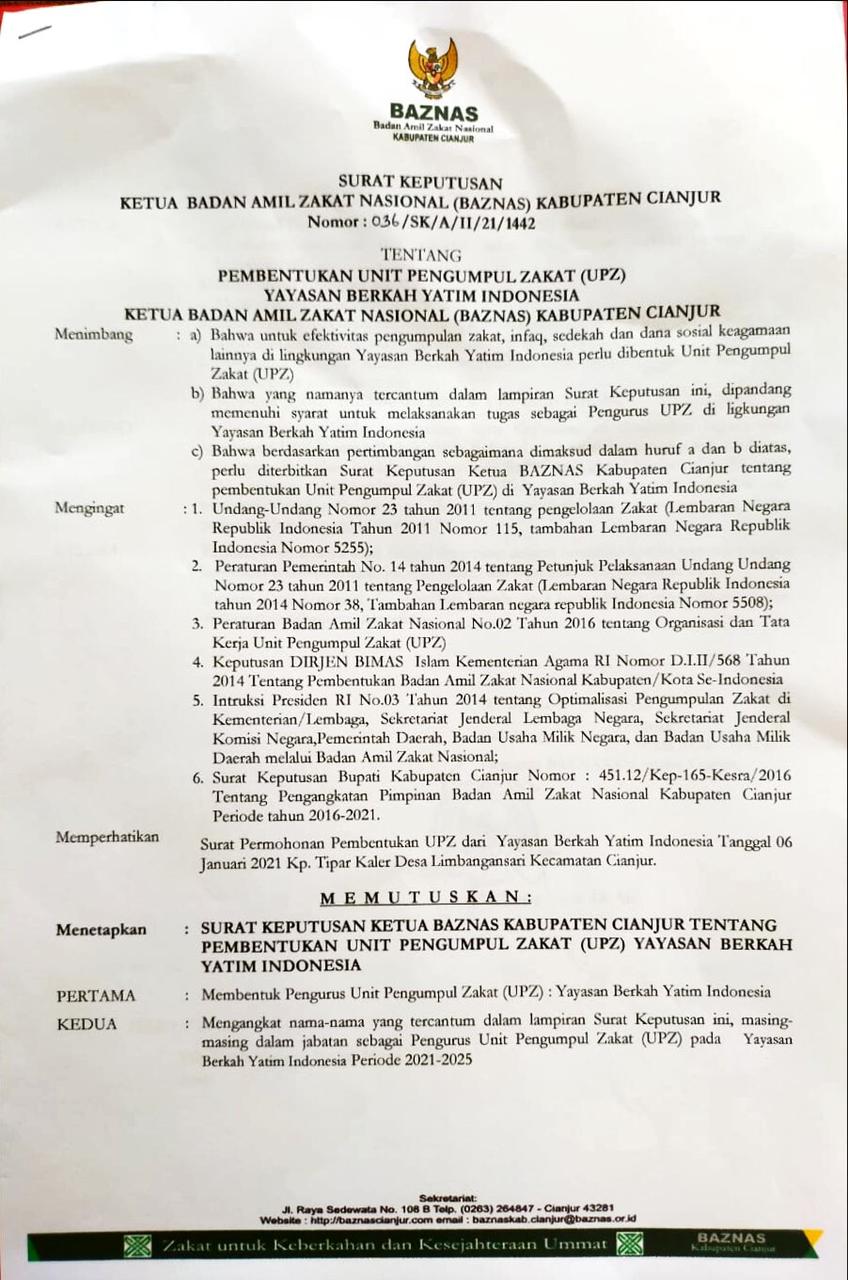 BAZNAS
Badan Amil Zakat Nasional
KABUPATEN CIANJUR
SURAT KEPUTUSAN
KETUA BADAN AMIL ZAKAT NASIONAL (BAZNAS) KABUPATEN CIANJUR
Nomor : 036/SK/A/II/21/1442
TENTANG
PEMBENTUKAN UNIT PENGUMPUL ZAKAT (UPZ)
YAYASAN BERKAH YATIM INDONESIA
KETUA BADAN AMIL ZAKAT NASIONAL (BAZNAS) KABUPATEN CIANJUR
Menimbang : a) Bahwa untuk efektivitas pengumpulan zakat, infaq, sedekah dan dana sosial keagamaan
lainnya di lingkungan Yayasan Berkah Yatim Indonesia perlu dibentuk Unit Pengumpul
Zakat (UPZ)
b) Bahwa yang namanya tercantum dalam lampiran Surat Keputusan ini, dipandang
memenuhi syarat untuk melaksanakan tugas sebagai Pengurus UPZ di ligkungan
Yayasan Berkah Yatim Indonesia
c) Bahwa berdasarkan pertimbangan sebagaimana dimaksud dalam huruf a dan b diatas,
perlu diterbitkan Surat Keputusan Ketua BAZNAS Kabupaten Cianjur tentang
pembentukan Unit Pengumpul Zakat (UPZ) di Yayasan Berkah Yatim Indonesia
Mengingat : 1. Undang-Undang Nomor 23 tahun 2011 tentang pengelolaan Zakat (Lembaran Negara
Republik Indonesia Tahun 2011 Nomor 115, tambahan Lembaran Negara Republik
Indonesia Nomor 5255);
2. Peraturan Pemerintah No. 14 tahun 2014 tentang Petunjuk Pelaksanaan Undang Undang
Nomor 23 tahun 2011 tentang Pengelolaan Zakat (Lembaran Negara Republik Indonesia
tahun 2014 Nomor 38, Tambahan Lembaran negara republik Indonesia Nomor 5508);
3. Peraturan Badan Amil Zakat Nasional No.02 Tahun 2016 tentang Organisasi dan Tata
Kerja Unit Pengumpul Zakat (UPZ)
4. Keputusan DIRJEN BIMAS Islam Kementerian Agama RI Nomor D.I.II/568 Tahun
2014 Tentang Pembentukan Badan Amil Zakat Nasional Kabupaten/Kota Se-Indonesia
5. Intruksi Presiden RI No.03 Tahun 2014 tentang Optimalisasi Pengumpulan Zakat di
Kementerian/Lembaga, Sekretariat Jenderal Lembaga Negara, Sekretariat Jenderal
Komisi Negara,Pemerintah Daerah, Badan Usaha Milik Negara, dan Badan Usaha Milik
Daerah melalui Badan Amil Zakat Nasional;
6. Surat Keputusan Bupati Kabupaten Cianjur Nomor : 451.12/Kep-165-Kesra/2016
Tentang Pengangkatan Pimpinan Badan Amil Zakat Nasional Kabupaten Cianjur
Periode tahun 2016-2021.
Memperhatikan Surat Permohonan Pembentukan UPZ dari Yayasan Berkah Yatim Indonesia Tanggal 06
Januari 2021 Kp. Tipar Kaler Desa Limbangansari Kecamatan Cianjur.
MEMUTUSKAN:
Menetapkan : SURAT KEPUTUSAN KETUA BAZNAS KABUPATEN CIANJUR TENTANG
PEMBENTUKAN UNIT PENGUMPUL ZAKAT (UPZ) YAYASAN BERKAH
YATIM INDONESIA
PERTAMA : Membentuk Pengurus Unit Pengumpul Zakat (UPZ) : Yayasan Berkah Yatim Indonesia
KEDUA : Mengangkat nama-nama yang tercantum dalam lampiran Surat Keputusan ini, masing-
masing dalam jabatan sebagai Pengurus Unit Pengumpul Zakat (UPZ) pada Yayasan
Berkah Yatim Indonesia Periode 2021-2025
Sekretariat:
Jl. Raya Sedewata No. 108 B Telp. (0263) 264847 - Cianjur 43281
Website : http://baznascianjur.com email : baznaskab.cianjur@baznas.or.id
Zakat untuk Keberkahan dan Kesejahteraan Ummat
BAZNAS
Kabupaten Cianjur